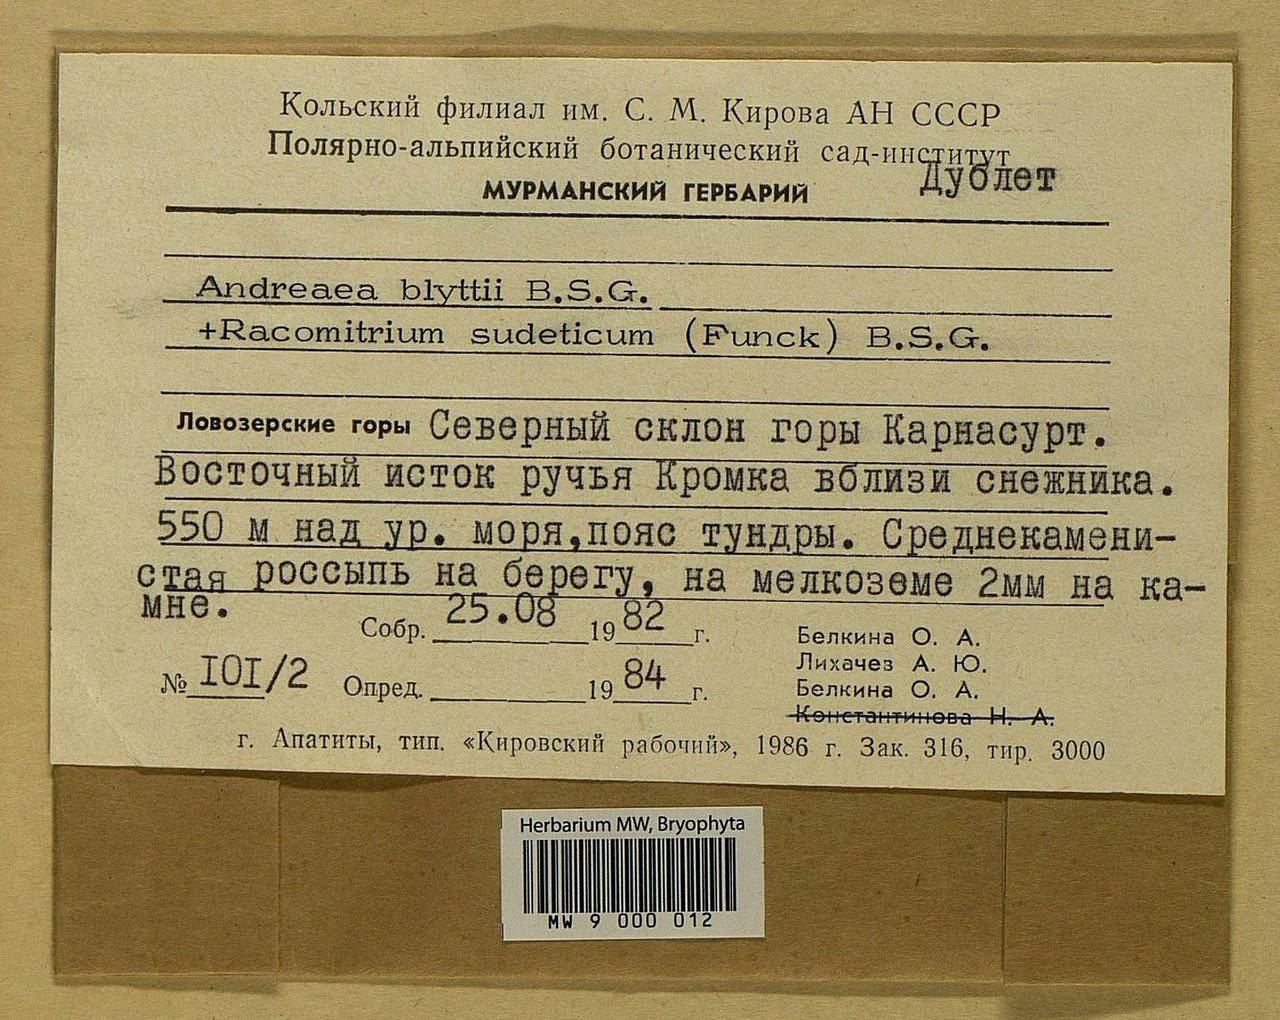 Кольский филиал им. С. М. Кирова АН СССР
Полярно-альпийский ботанический сад-институт
МУРМАНСКИЙ ГЕРБАРИЙ Дублет
Andreaea blyttii B.S.G.
+Racomitrium sudeticum (Funck) B.S.G.
Ловозерские горы Северный склон горы Карнасурт.
Восточный исток ручья Кромка вблизи снежника.
550 м над ур. моря,пояс тундры. Среднекамени-
стая россыпь на берегу, на мелкоземе 2мм на ка-
мне.
Собр. 25.08 1982 г.
№ IOI/2 Опред. 1984 г.
Белкина О. А.
Лихачез А. Ю.
Белкина О. А.
Константинова Н. А.
г. Апатиты, тип. «Кировский рабочий», 1986 г. Зак. 316, тир. 3000
Herbarium MW, Bryophyta
MW 9 000 012